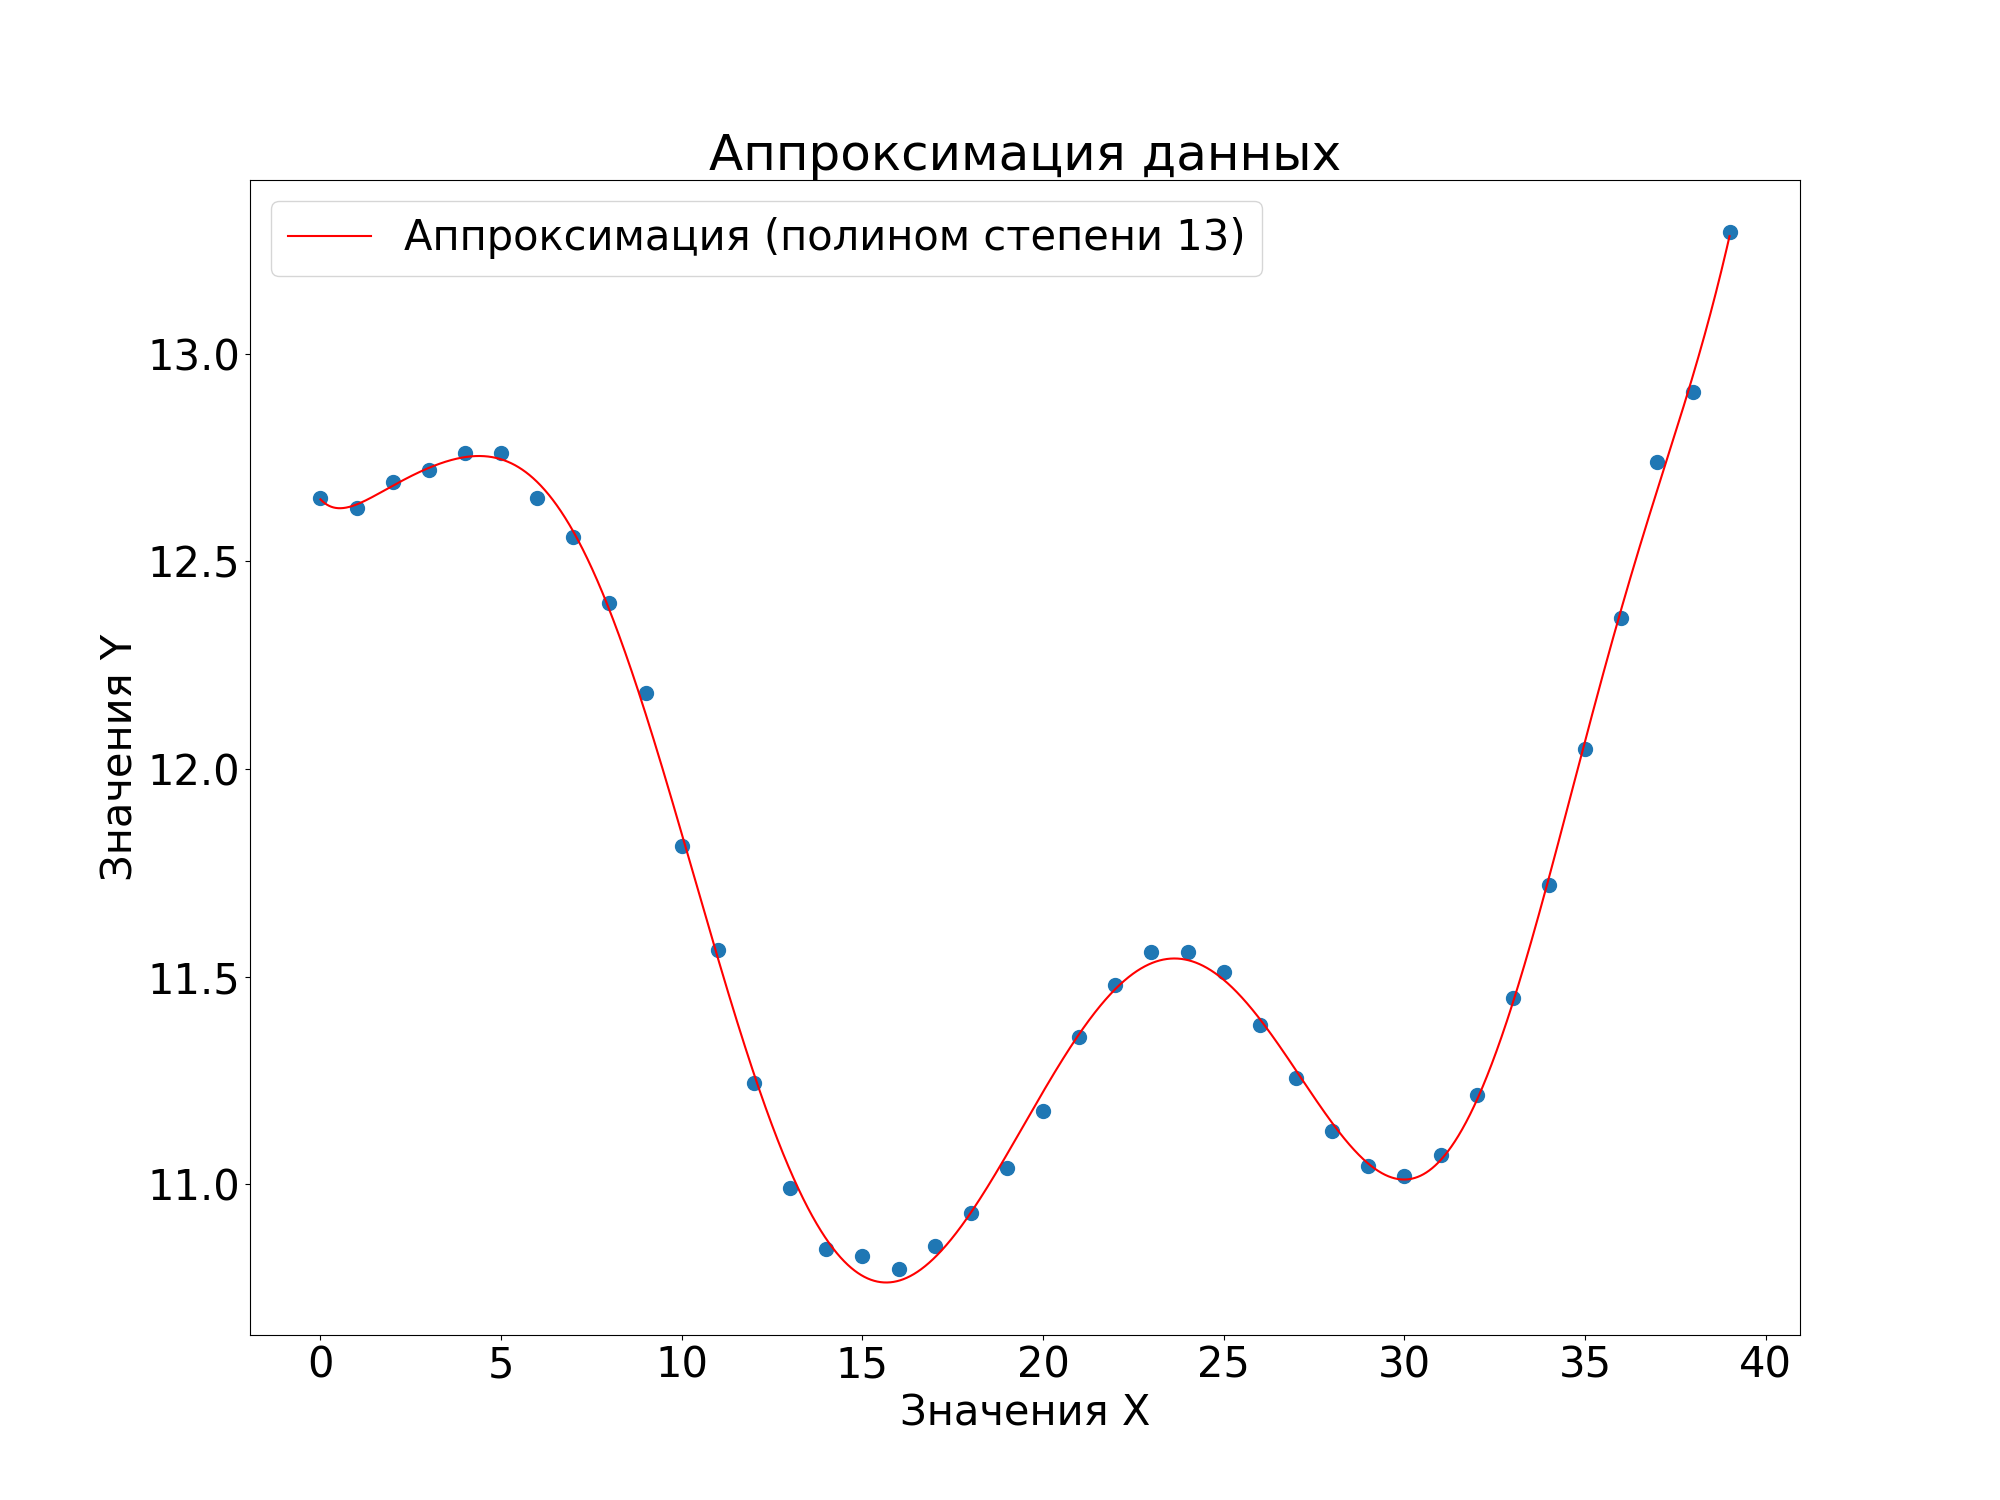 Аппроксимация данных
Аппроксимация (полином степени 13)
13.0
12.5
12.0
11.5
11.0
Значения Y
0 5 10 15 20 25 30 35 40
Значения X